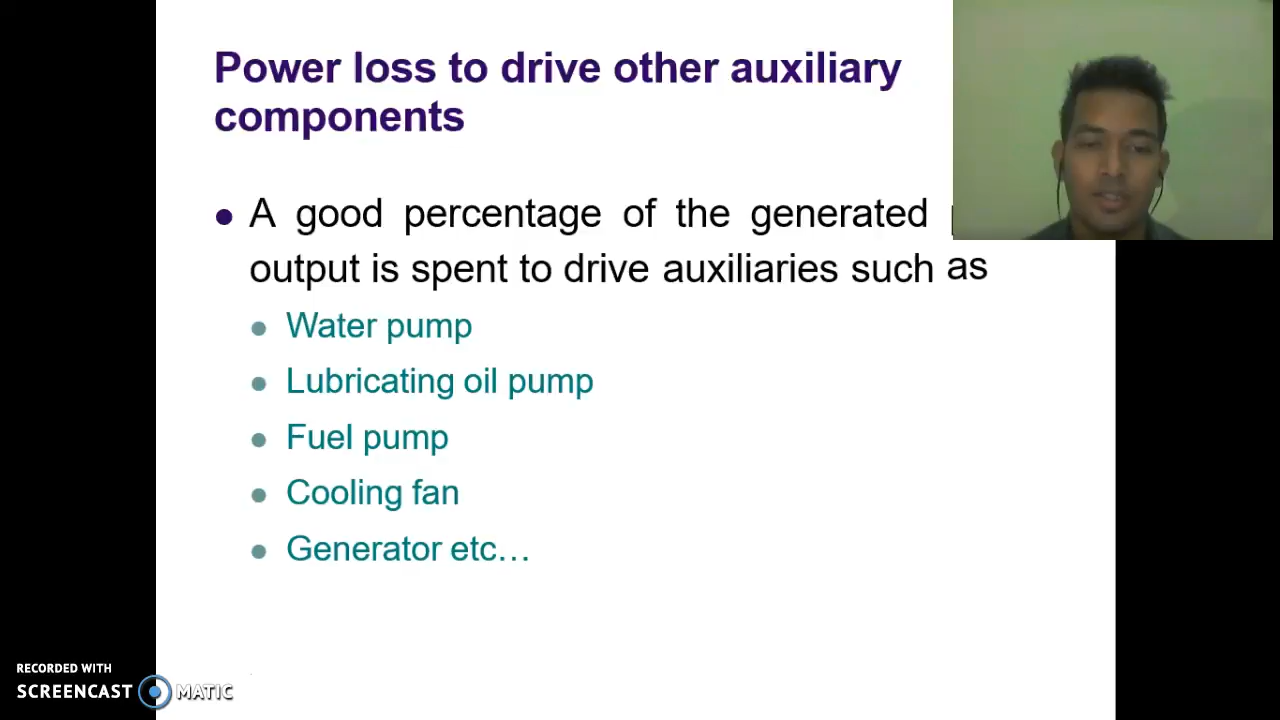 Power loss to drive other auxiliary
components
A good percentage of the generated
output is spent to drive auxiliaries such as
Water pump
Lubricating oil pump
Fuel pump
Cooling fan
Generator etc…
RECORDED WITH
SCREENCAST MATIC